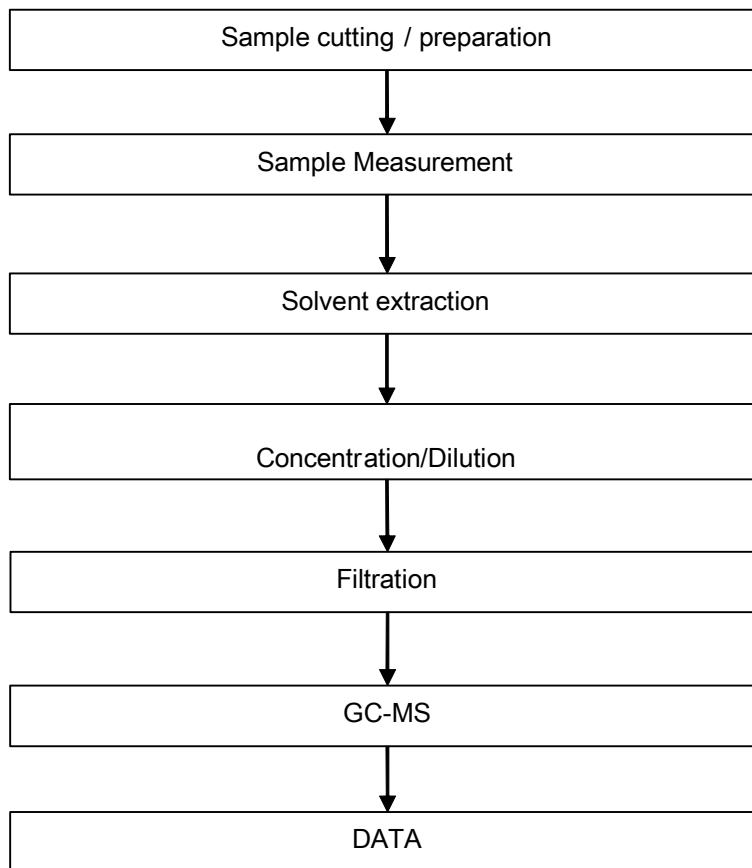 Sample cutting / preparation
Sample Measurement
Solvent extraction
Concentration/Dilution
Filtration
GC-MS
DATA